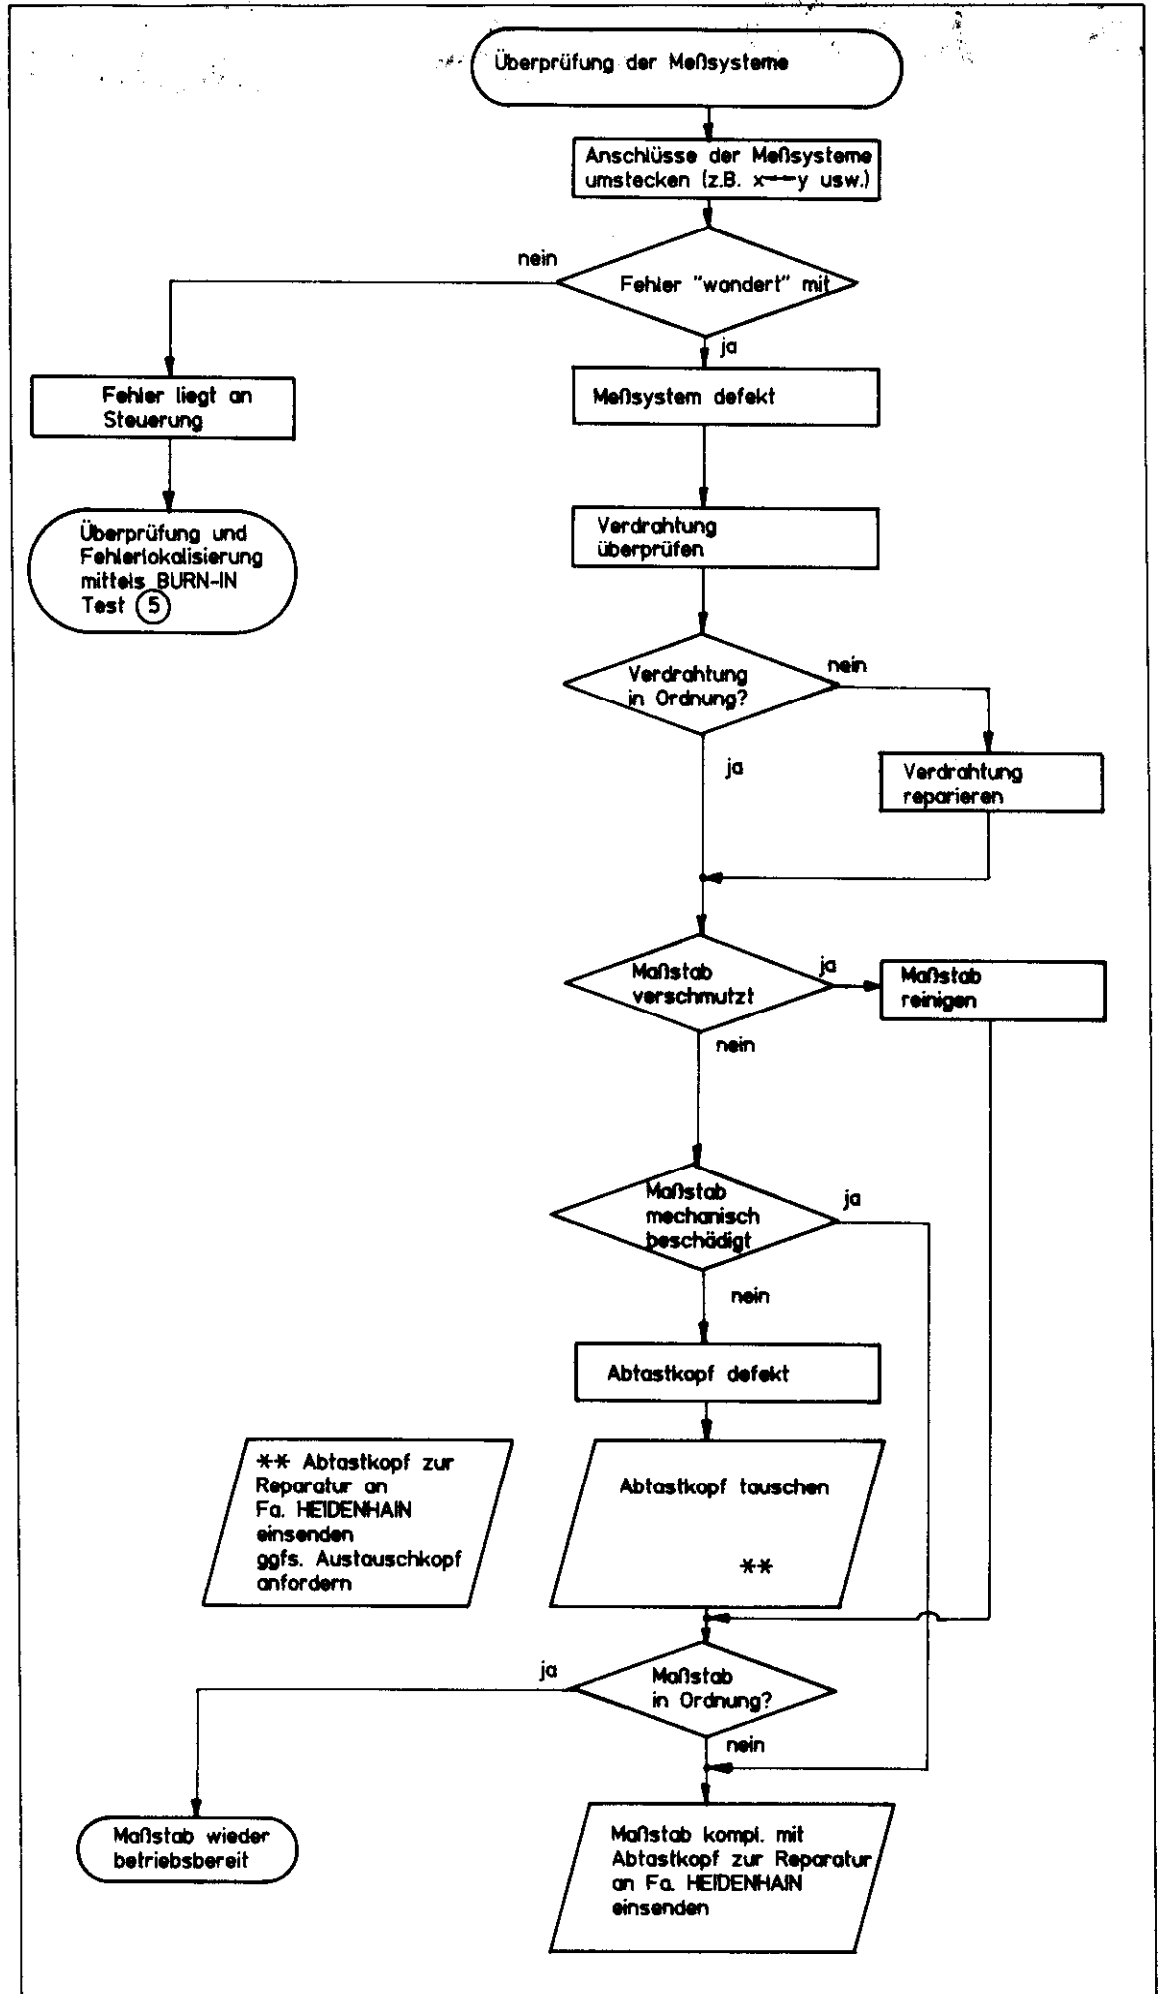 Überprüfung der Meßsysteme
Anschlüsse der Meßsysteme
umstecken (z.B. x⟷y usw.)
nein
Fehler "wandert" mit
ja
Fehler liegt an
Steuerung
Meßsystem defekt
Überprüfung und
Fehlerlokalisierung
mittels BURN-IN
Test 5
Verdrahtung
überprüfen
Verdrahtung
in Ordnung?
nein
ja
Verdrahtung
reparieren
Maßstab
verschmutzt
ja
Maßstab
reinigen
nein
Maßstab
mechanisch
beschädigt
ja
nein
Abtastkopf defekt
** Abtastkopf zur
Reparatur an
Fa. HEIDENHAIN
einsenden
ggfs. Austauschkopf
anfordern
Abtastkopf tauschen
**
ja
Maßstab
in Ordnung?
nein
Maßstab wieder
betriebsbereit
Maßstab kompl. mit
Abtastkopf zur Reparatur
an Fa. HEIDENHAIN
einsenden